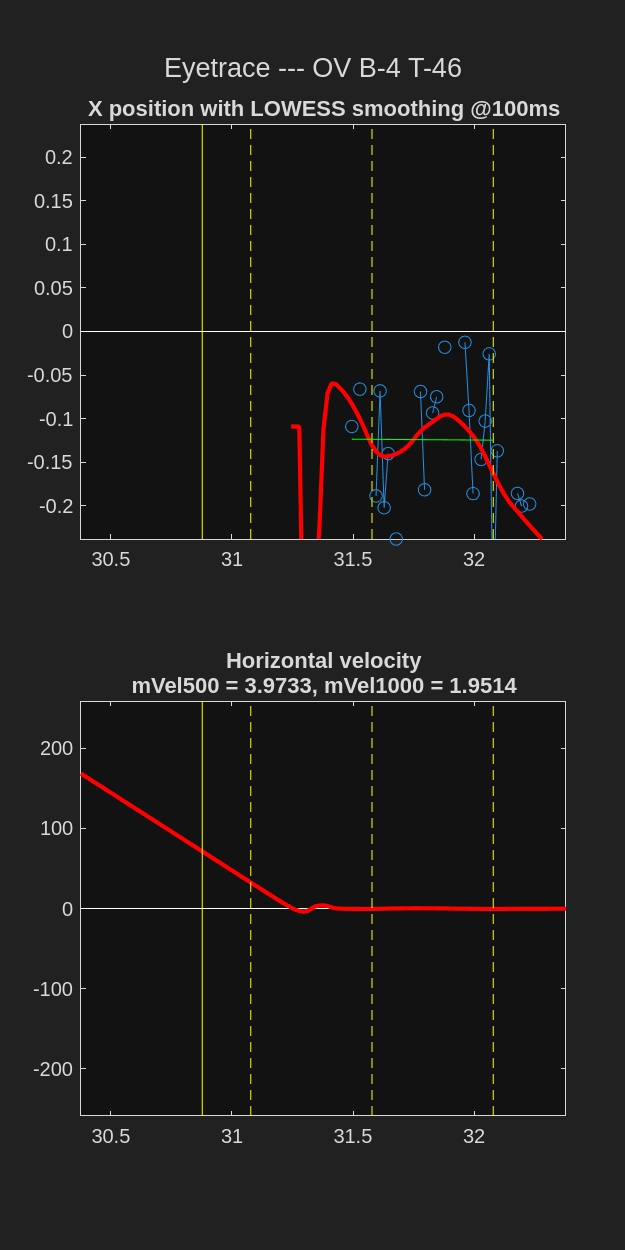 Eyetrace --- OV B-4 T-46
X position with LOWESS smoothing @100ms
0.2
0.15
0.1
0.05
0
-0.05
-0.1
-0.15
-0.2
30.5 31 31.5 32
Horizontal velocity
mVel500 = 3.9733, mVel1000 = 1.9514
200
100
0
-100
-200
30.5 31 31.5 32